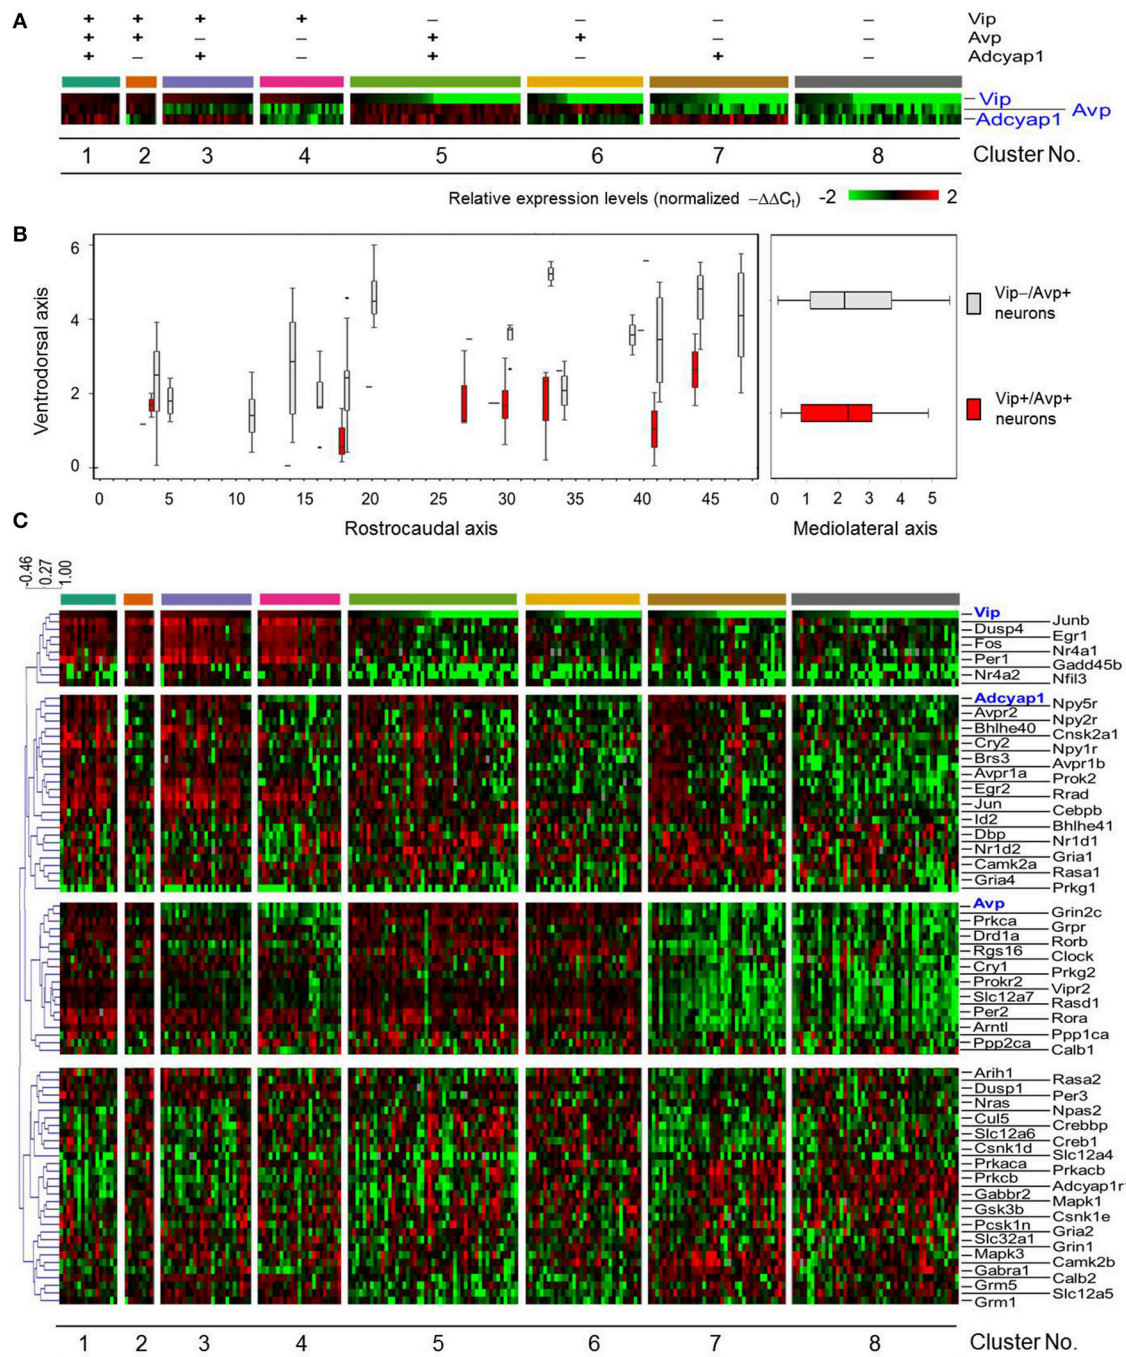 A
+ + + + – – – – Vip
+ + – – + + – – Avp
+ – + – + – + – Adcyap1
Vip
Avp
Adcyap1
1 2 3 4 5 6 7 8 Cluster No.
Relative expression levels (normalized –ΔΔCt) -2 2
B
Ventrodorsal axis
6
4
2
0
0 5 10 15 20 25 30 35 40 45
Rostrocaudal axis
0 1 2 3 4 5
Mediolateral axis
Vip–/Avp+
neurons
Vip+/Avp+
neurons
C
-0.46
0.27
1.00
Vip
Junb
Dusp4
Egr1
Fos
Nr4a1
Per1
Gadd45b
Nr4a2
Nfil3
Adcyap1
Npy5r
Avpr2
Npy2r
Bhlhe40
Cnsk2a1
Cry2
Npy1r
Brs3
Avpr1b
Avpr1a
Prok2
Egr2
Rrad
Jun
Cebpb
Id2
Bhlhe41
Dbp
Nr1d1
Nr1d2
Gria1
Camk2a
Rasa1
Gria4
Prkg1
Avp
Grin2c
Prkca
Grpr
Drd1a
Rorb
Rgs16
Clock
Cry1
Prkg2
Prokr2
Vipr2
Slc12a7
Rasd1
Per2
Rora
Arntl
Ppp1ca
Ppp2ca
Calb1
Arih1
Rasa2
Dusp1
Per3
Nras
Npas2
Cul5
Crebbp
Slc12a6
Creb1
Csnk1d
Slc12a4
Prkaca
Prkacb
Prkcb
Adcyap1r1
Gabbr2
Mapk1
Gsk3b
Csnk1e
Pcsk1n
Gria2
Slc32a1
Grin1
Mapk3
Camk2b
Gabra1
Calb2
Grm5
Slc12a5
Grm1
1 2 3 4 5 6 7 8 Cluster No.